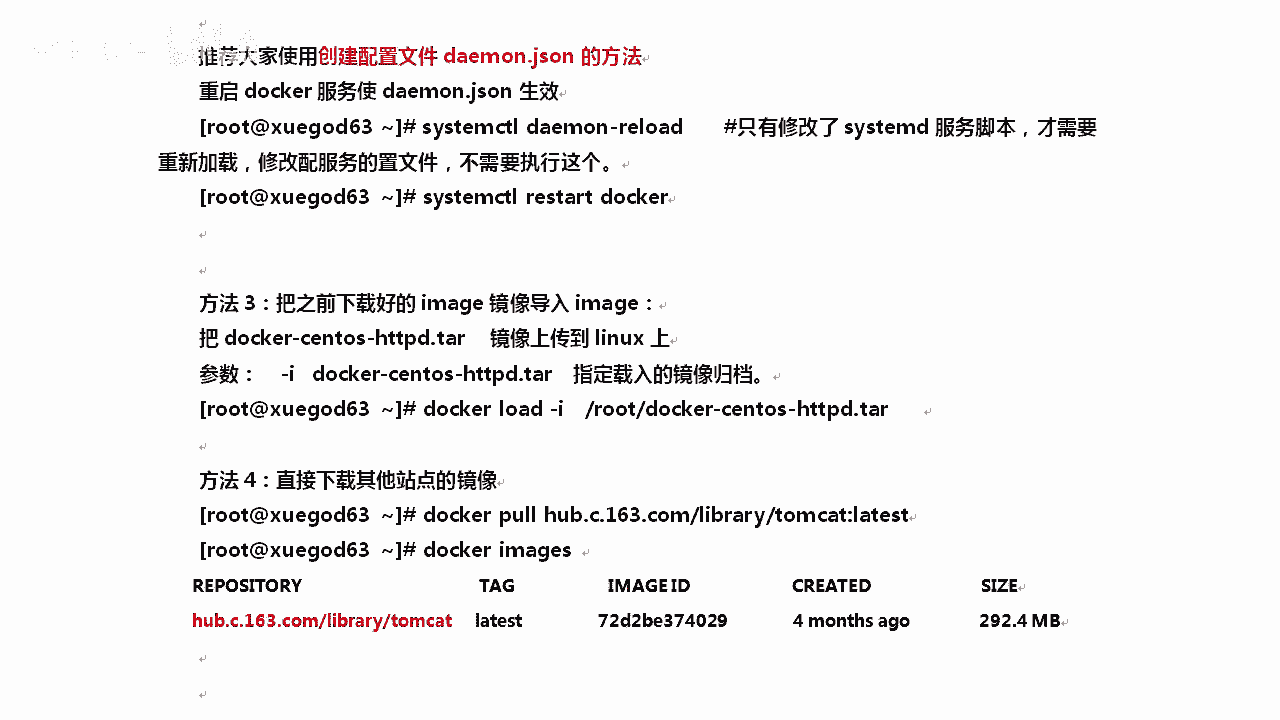 推荐大家使用创建配置文件 daemon.json 的方法
重启 docker 服务使 daemon.json 生效
[root@xuegod63 ~]# systemctl daemon-reload #只有修改了 systemd 服务脚本，才需要
重新加载，修改配服务的置文件，不需要执行这个。
[root@xuegod63 ~]# systemctl restart docker
方法 3：把之前下载好的 image 镜像导入 image：
把 docker-centos-httpd.tar 镜像上传到 linux 上
参数： -i docker-centos-httpd.tar 指定载入的镜像归档。
[root@xuegod63 ~]# docker load -i /root/docker-centos-httpd.tar
方法 4：直接下载其他站点的镜像
[root@xuegod63 ~]# docker pull hub.c.163.com/library/tomcat:latest
[root@xuegod63 ~]# docker images
REPOSITORY TAG IMAGE ID CREATED SIZE
hub.c.163.com/library/tomcat latest 72d2be374029 4 months ago 292.4 MB